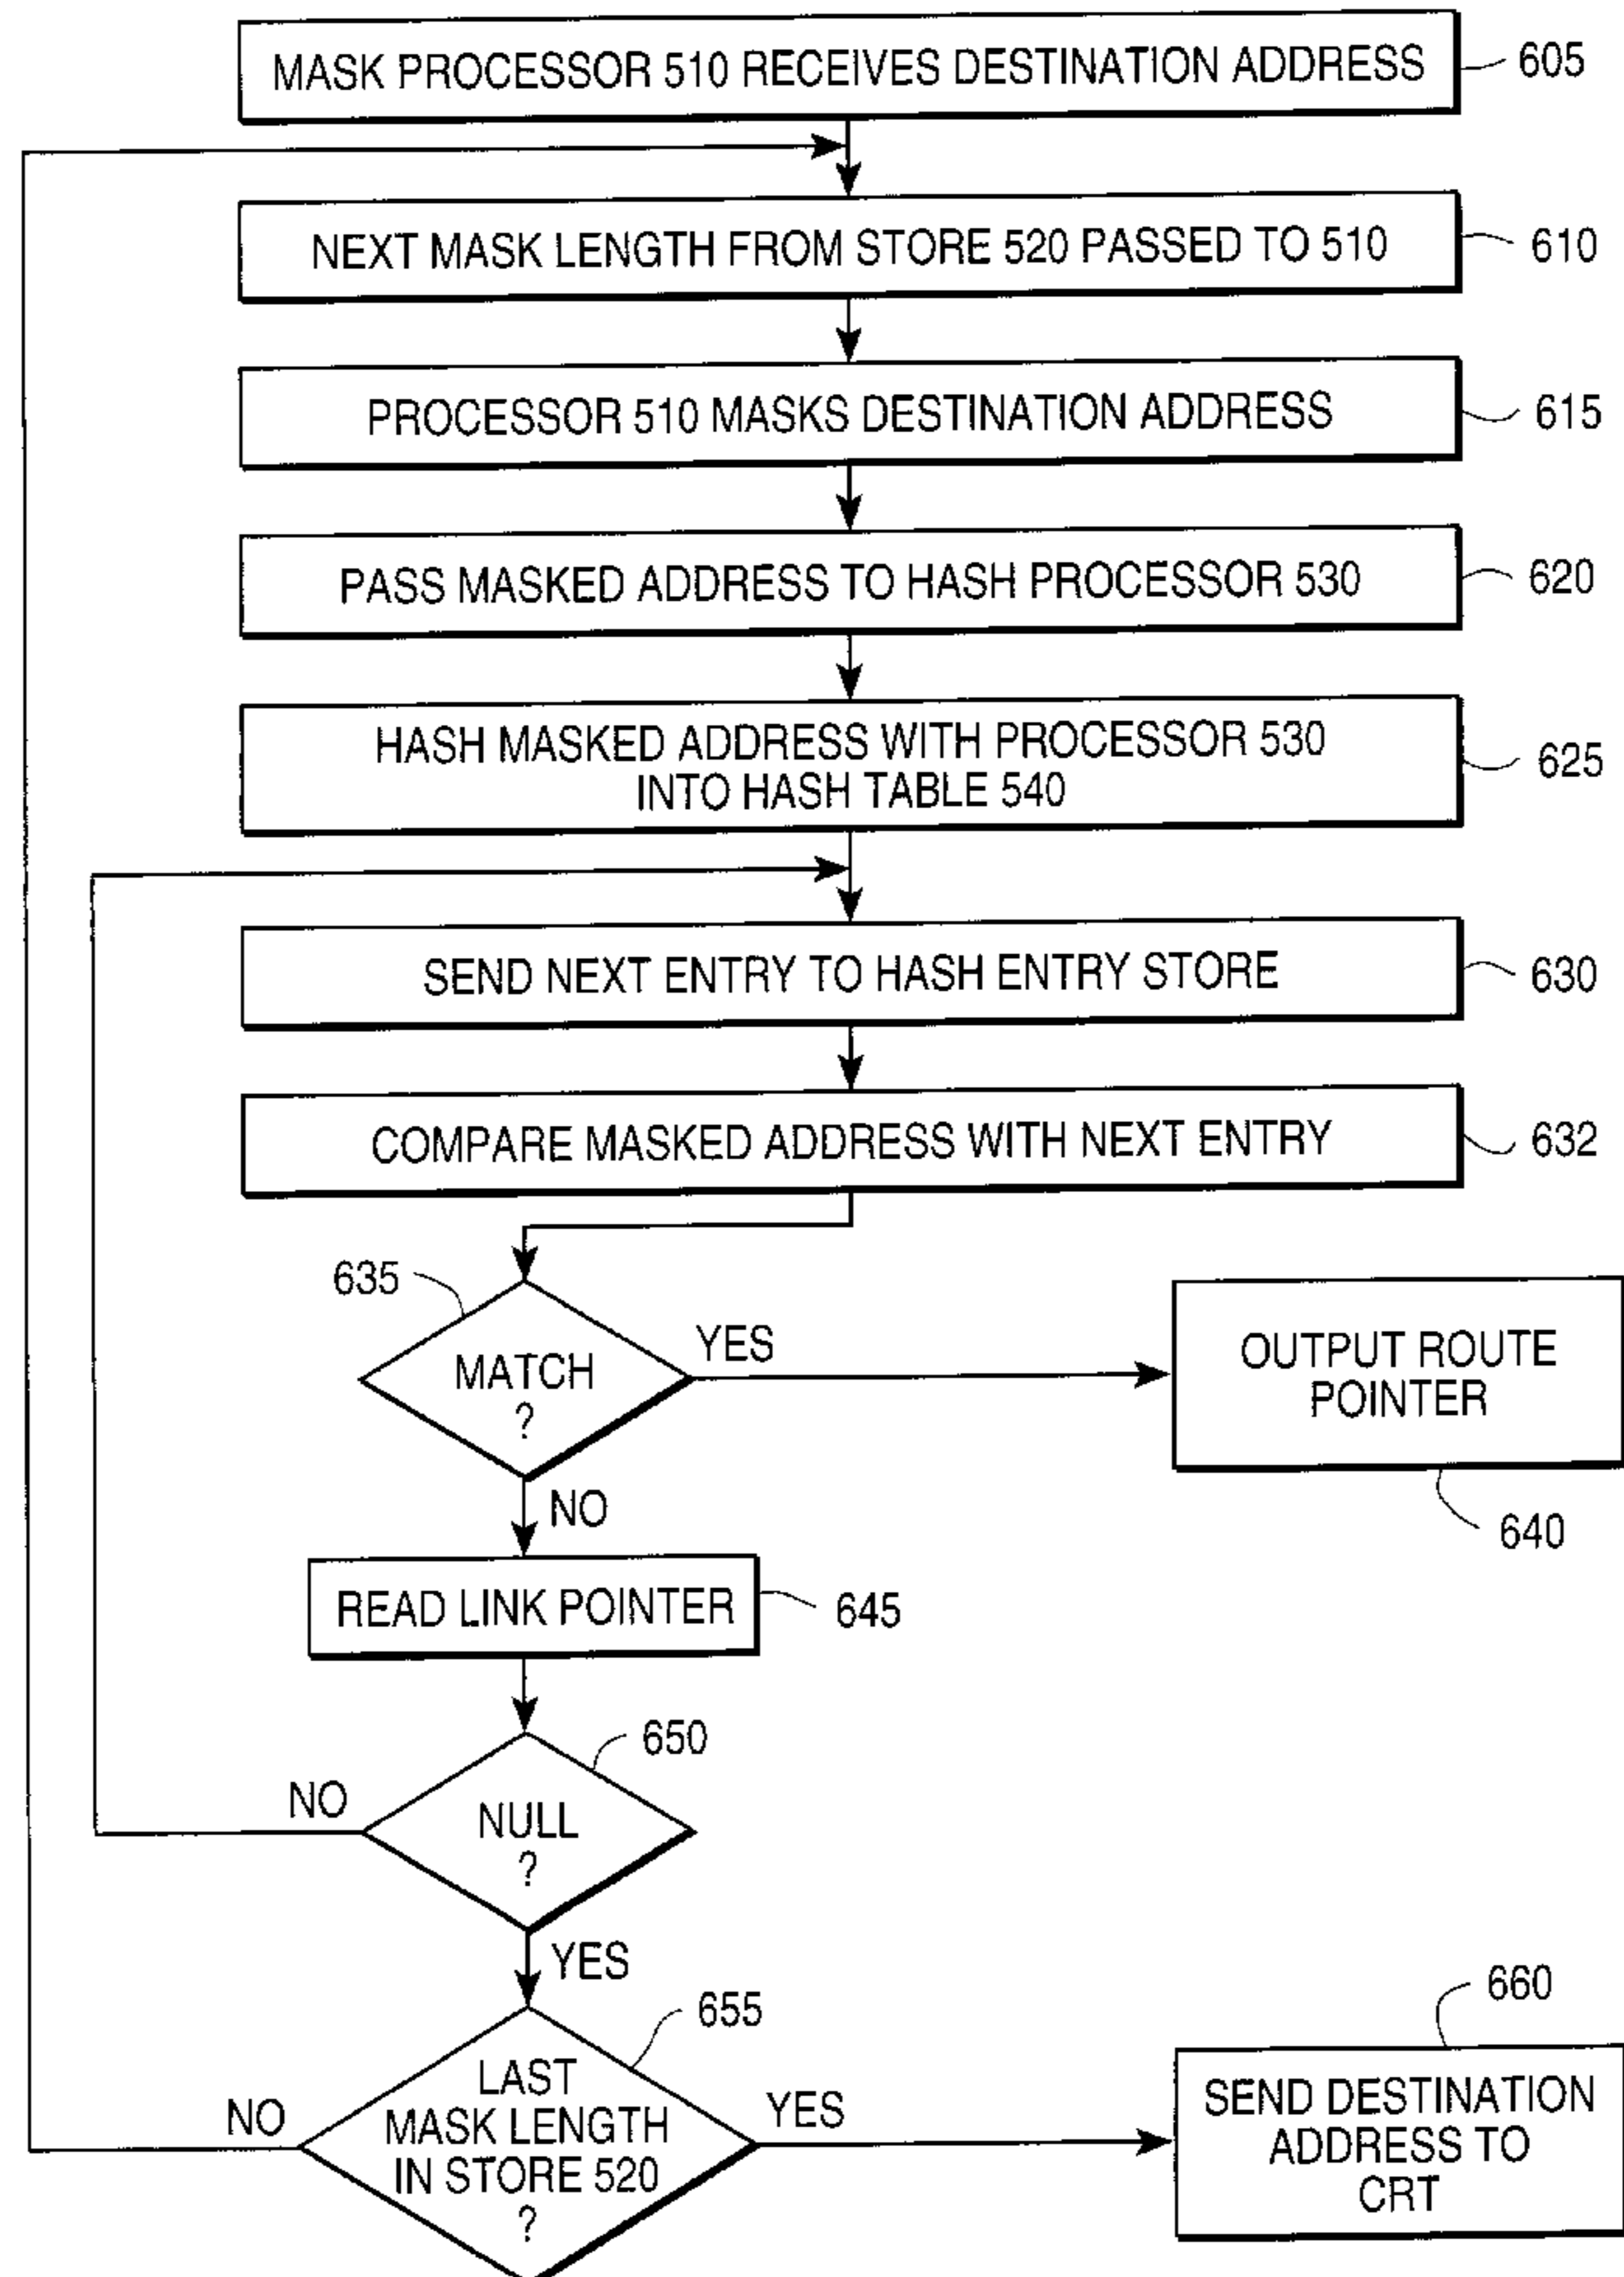 MASK PROCESSOR 510 RECEIVES DESTINATION ADDRESS
605
NEXT MASK LENGTH FROM STORE 520 PASSED TO 510
610
PROCESSOR 510 MASKS DESTINATION ADDRESS
615
PASS MASKED ADDRESS TO HASH PROCESSOR 530
620
HASH MASKED ADDRESS WITH PROCESSOR 530
INTO HASH TABLE 540
625
SEND NEXT ENTRY TO HASH ENTRY STORE
630
COMPARE MASKED ADDRESS WITH NEXT ENTRY
632
635
MATCH
?
YES
OUTPUT ROUTE
POINTER
640
NO
READ LINK POINTER
645
650
NULL
?
NO
YES
655
LAST
MASK LENGTH
IN STORE 520
?
NO
YES
660
SEND DESTINATION
ADDRESS TO
CRT